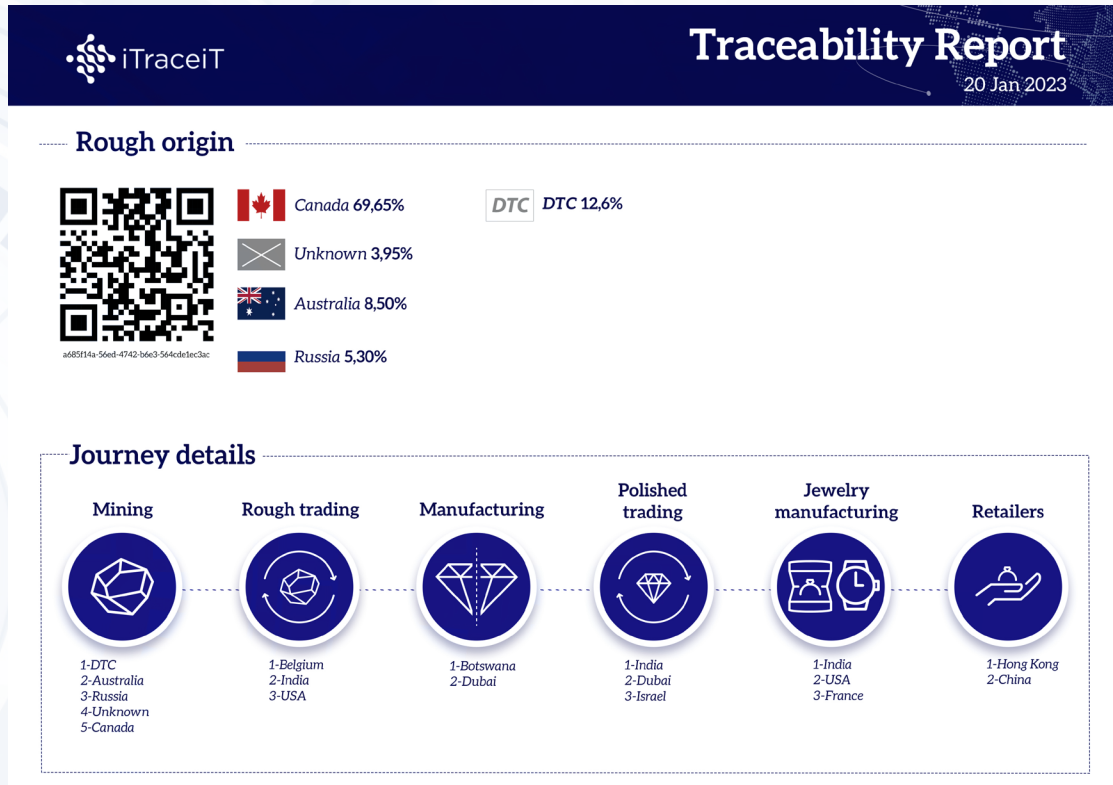 iTraceiT
Traceability Report
20 Jan 2023
Rough origin
Canada 69,65%
DTC DTC 12,6%
Unknown 3,95%
Australia 8,50%
Russia 5,30%
a685f14a-56ed-4742-b6e3-564cde1ec3ac
Journey details
Mining
Rough trading
Manufacturing
Polished
trading
Jewelry
manufacturing
Retailers
1-DTC
2-Australia
3-Russia
4-Unknown
5-Canada
1-Belgium
2-India
3-USA
1-Botswana
2-Dubai
1-India
2-Dubai
3-Israel
1-India
2-USA
3-France
1-Hong Kong
2-China